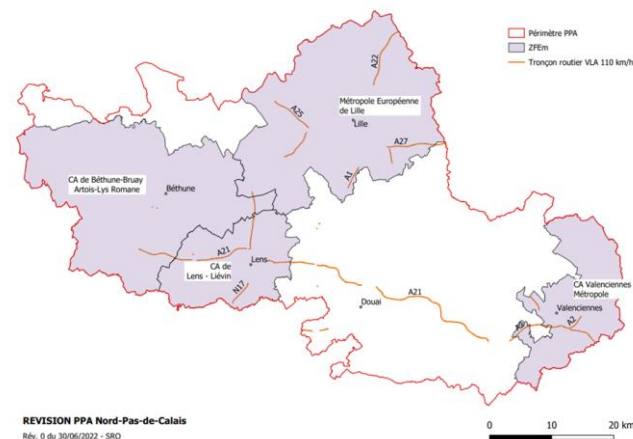 Périmètre PPA
ZFEm
Tronçon routier VLA 110 km/h
A22
A25
Métropole Européenne
de Lille
Lille
A27
A1
CA de Béthune-Bruay
Artois-Lys Romane
Béthune
A21
CA de
Lens - Liévin
Lens
N17
A21
Douai
CA Valenciennes
Métropole
Valenciennes
A2
REVISION PPA Nord-Pas-de-Calais
Rév. 0 du 30/06/2022 - SRO
0 10 20 km